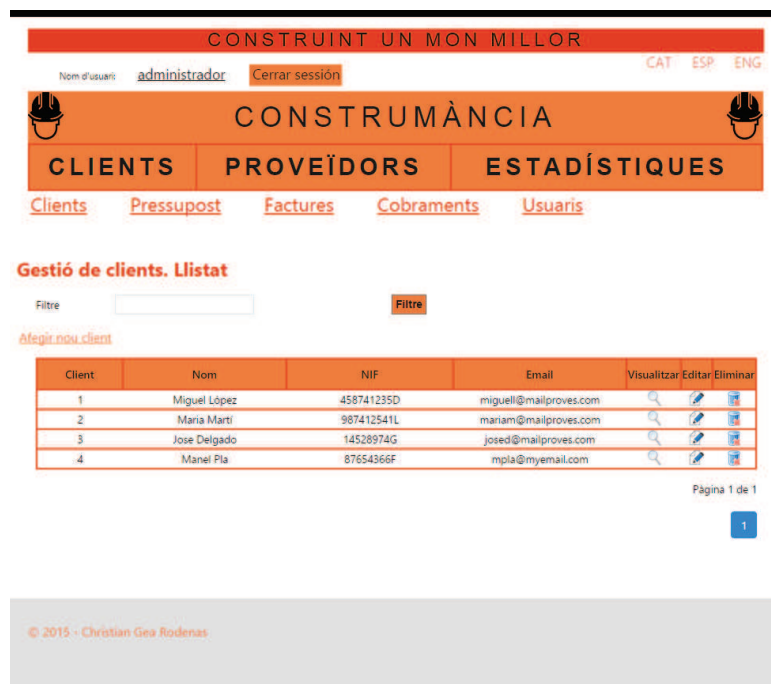 CONSTRUINT UN MON MILLOR
CAT ESP ENG
Nom d'usuari: administrador Cerrar sessión
CONSTRUMÀNCIA
CLIENTS PROVEÏDORS ESTADÍSTIQUES
Clients Pressupost Factures Cobraments Usuaris
Gestió de clients. Llistat
Filtre Filtre
Afegir nou client
Client Nom NIF Email Visualitzar Editar Eliminar
1 Miguel López 458741235D miguell@mailproves.com
2 Maria Martí 987412541L mariam@mailproves.com
3 Jose Delgado 14528974G josed@mailproves.com
4 Manel Pla 87654366F mpla@myemail.com
Pàgina 1 de 1
1
© 2015 - Christian Gea Rodenas